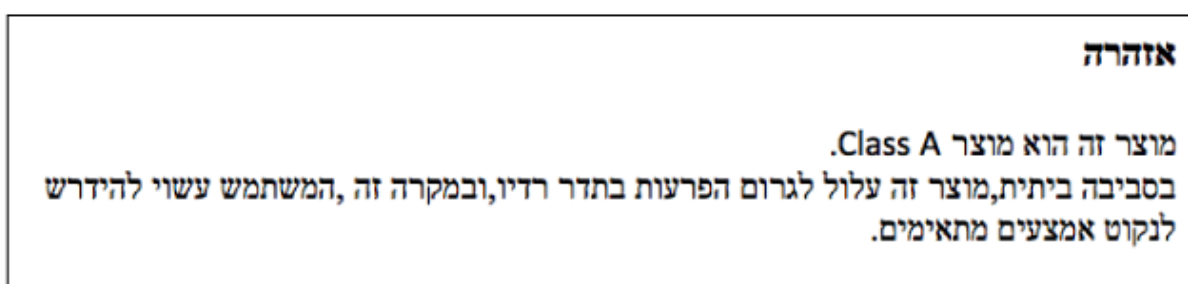 אזהרה
מוצר זה הוא מוצר Class A.
בסביבה ביתית,מוצר זה עלול לגרום הפרעות בתדר רדיו,ובמקרה זה ,המשתמש עשוי להידרש
לנקוט אמצעים מתאימים.